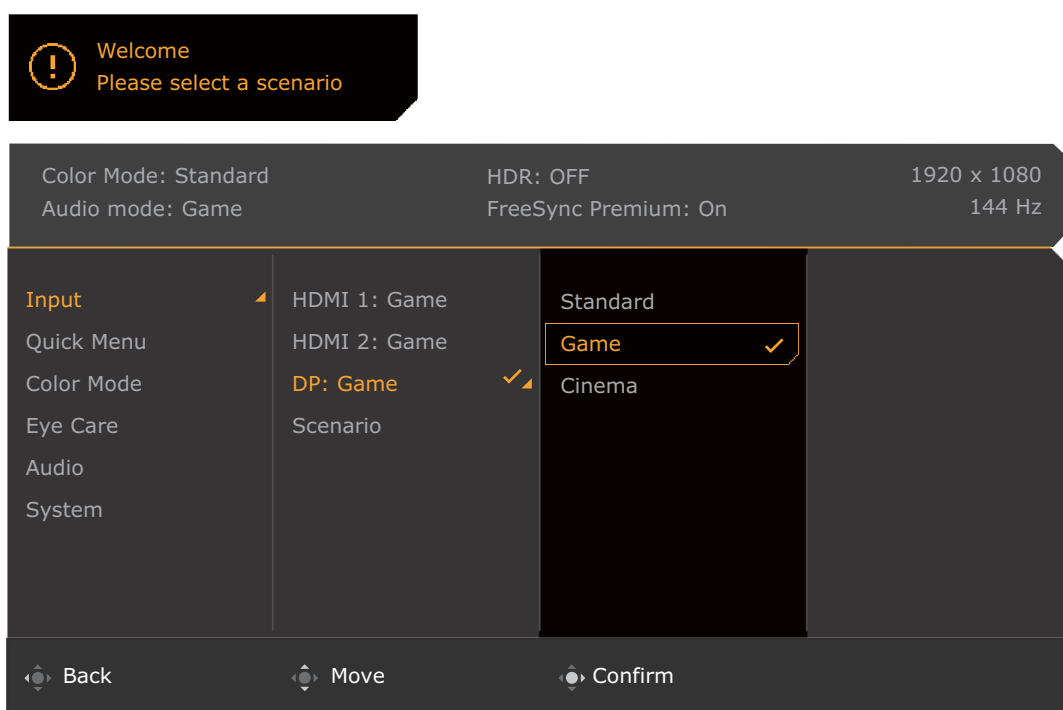 Welcome
Please select a scenario
Color Mode: Standard
HDR: OFF
1920 x 1080
Audio mode: Game
FreeSync Premium: On
144 Hz
Input
HDMI 1: Game
Standard
Quick Menu
HDMI 2: Game
Game
Color Mode
DP: Game
Cinema
Eye Care
Scenario
Audio
System
Back
Move
Confirm